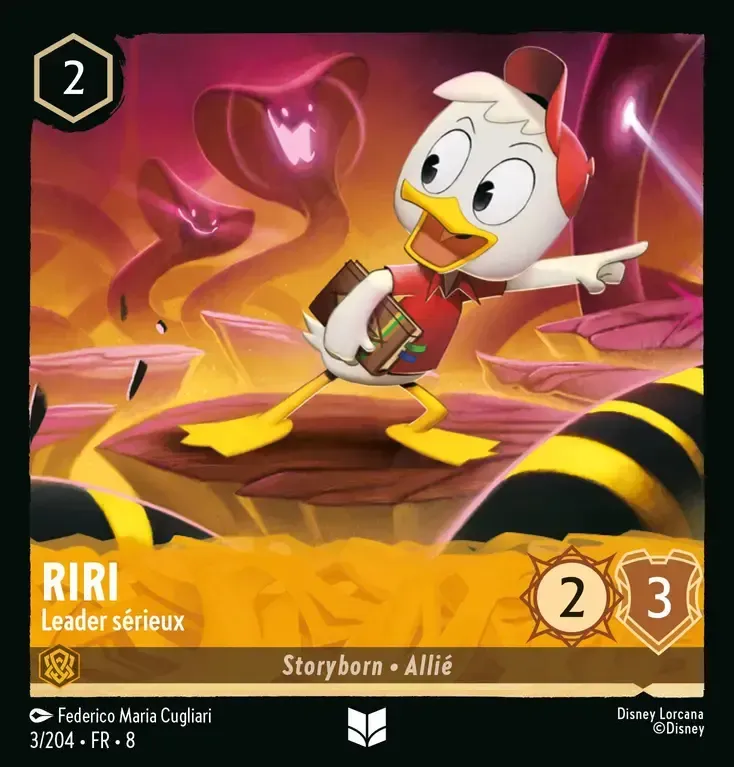 2
RIRI
Leader sérieux
2
3
Storyborn • Allié
Federico Maria Cugliari
3/204 • FR • 8
Disney Lorcana
©Disney